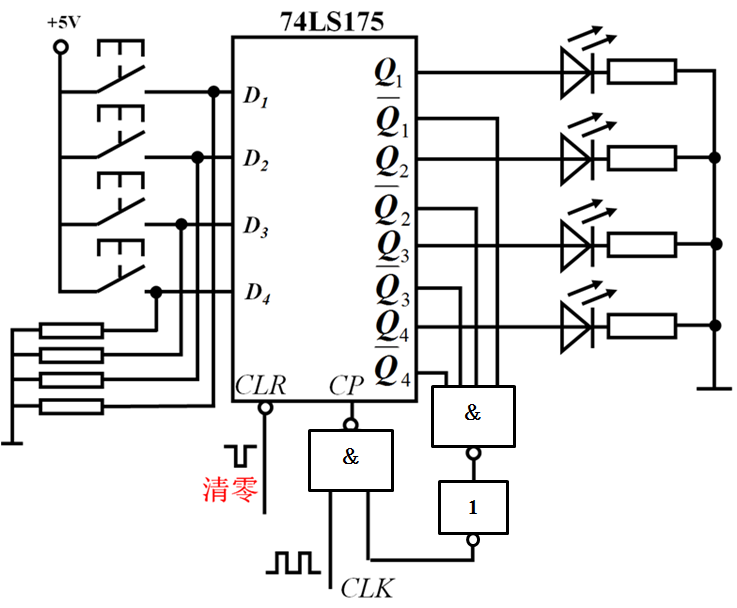 74LS175
+5V
D₁
D₂
D₃
D₄
Q₁
Q̅₁
Q₂
Q̅₂
Q₃
Q̅₃
Q₄
Q̅₄
CLR
CP
&
&
清零
1
CLK